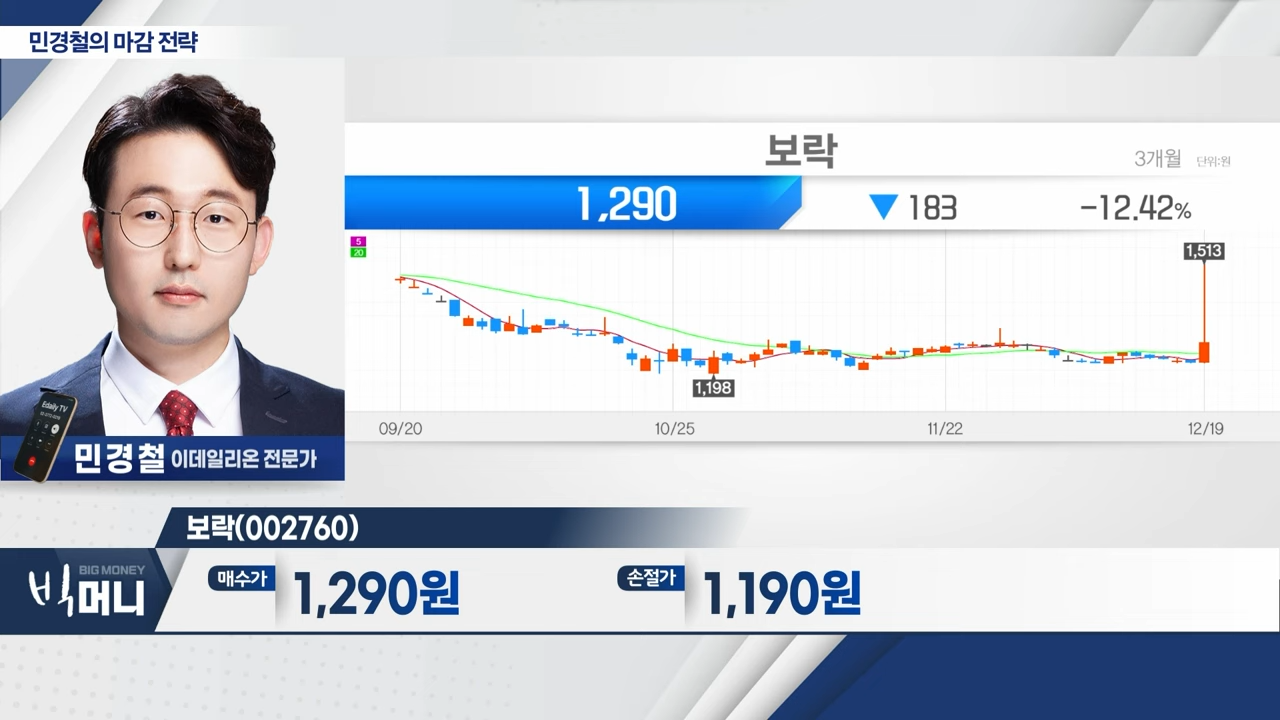 민경철의 마감 전략
보락
3개월 단위:원
1,290 ▼ 183 -12.42%
5
20
1,513
1,198
09/20 10/25 11/22 12/19
Edaily TV
민경철 이데일리온 전문가
보락(002760)
BIG MONEY
빅머니
매수가 1,290원 손절가 1,190원